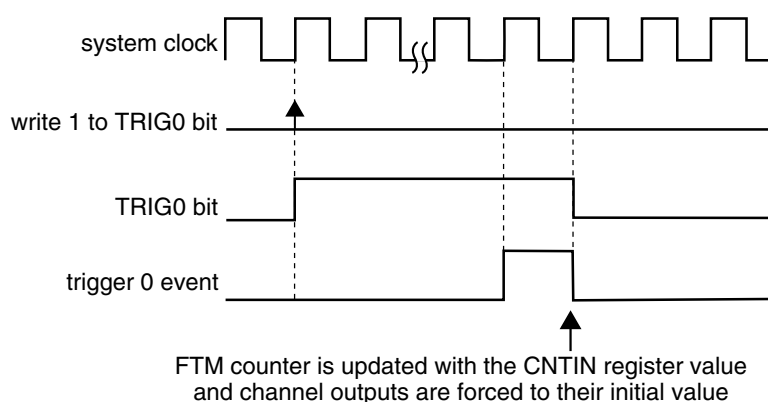 system clock
write 1 to TRIG0 bit
TRIG0 bit
trigger 0 event
FTM counter is updated with the CNTIN register value
and channel outputs are forced to their initial value